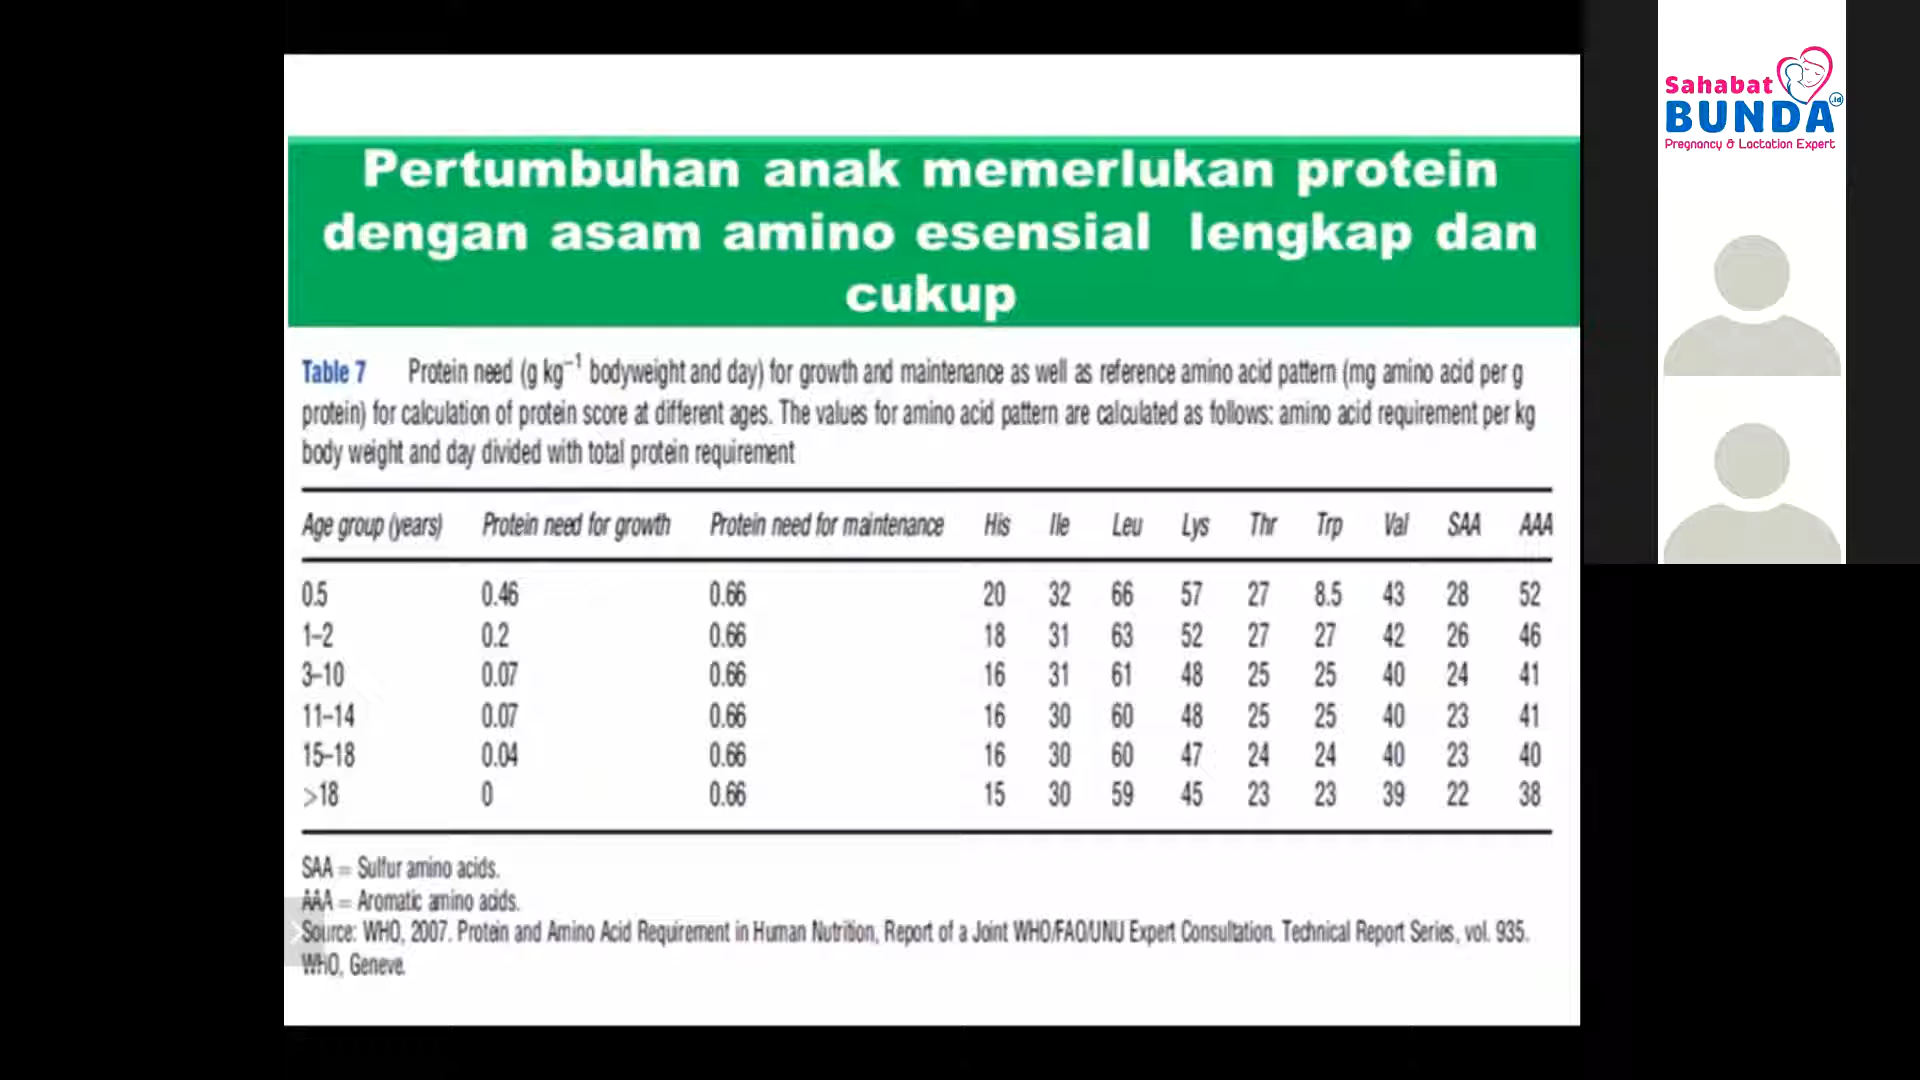 Pertumbuhan anak memerlukan protein
dengan asam amino esensial lengkap dan
cukup
Table 7 Protein need (g kg⁻¹ bodyweight and day) for growth and maintenance as well as reference amino acid pattern (mg amino acid per g
protein) for calculation of protein score at different ages. The values for amino acid pattern are calculated as follows: amino acid requirement per kg
body weight and day divided with total protein requirement
Age group (years) Protein need for growth Protein need for maintenance His Ile Leu Lys Thr Trp Val SAA AAA
0.5 0.46 0.66 20 32 66 57 27 8.5 43 28 52
1–2 0.2 0.66 18 31 63 52 27 27 42 26 46
3–10 0.07 0.66 16 31 61 48 25 25 40 24 41
11–14 0.07 0.66 16 30 60 48 25 25 40 23 41
15–18 0.04 0.66 16 30 60 47 24 24 40 23 40
>18 0 0.66 15 30 59 45 23 23 39 22 38
SAA = Sulfur amino acids.
AAA = Aromatic amino acids.
Source: WHO, 2007. Protein and Amino Acid Requirement in Human Nutrition, Report of a Joint WHO/FAO/UNU Expert Consultation. Technical Report Series, vol. 935.
WHO, Geneve.
Sahabat
BUNDA.id
Pregnancy & Lactation Expert